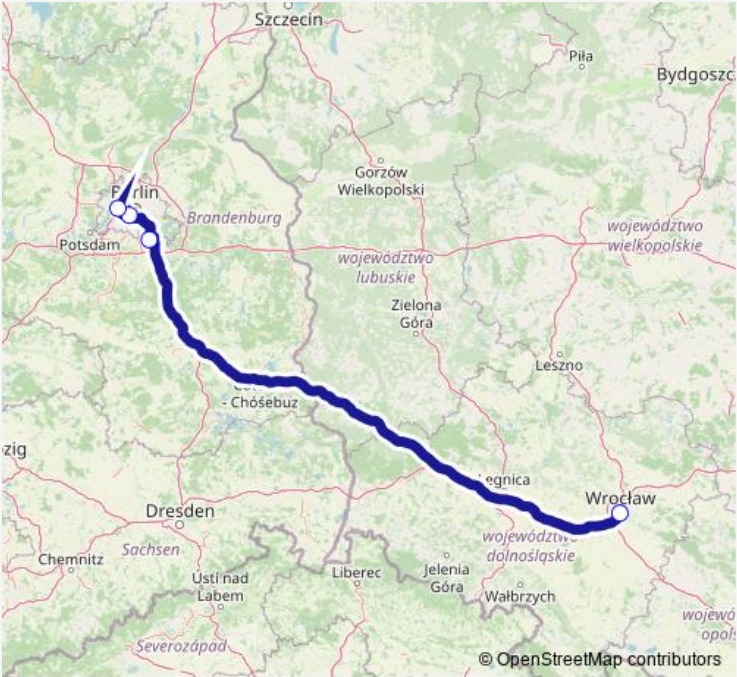 Szczecin
Piła
Bydgoszc
Gorzów
Wielkopolski
Berlin
Brandenburg
Potsdam
województwo
wielkopolskie
województwo
lubuskie
Zielona
Góra
Leszno
- Chóśebuz
zig
Legnica
Wrocław
Dresden
województwo
dolnośląskie
Sachsen
Chemnitz
Liberec
Jelenia
Góra
Ústí nad
Labem
Wałbrzych
wojewó
opols
Severozápad
© OpenStreetMap contributors